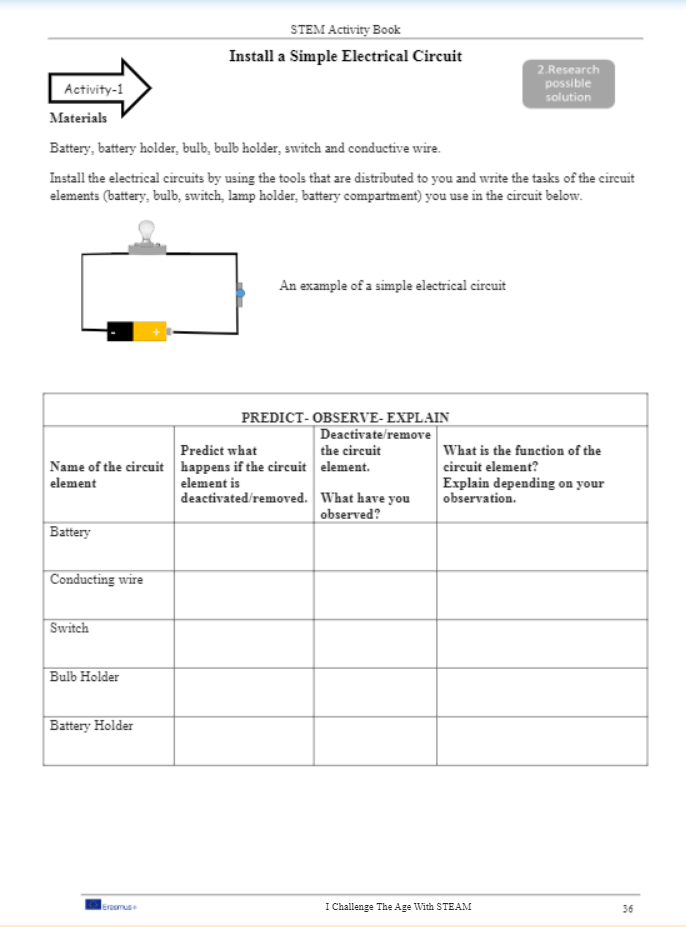 STEM Activity Book
Install a Simple Electrical Circuit
Activity-1
2.Research
possible
solution
Materials
Battery, battery holder, bulb, bulb holder, switch and conductive wire.
Install the electrical circuits by using the tools that are distributed to you and write the tasks of the circuit
elements (battery, bulb, switch, lamp holder, battery compartment) you use in the circuit below.
An example of a simple electrical circuit
- +
PREDICT- OBSERVE- EXPLAIN
Name of the circuit
element
Predict what
happens if the circuit
element is
deactivated/removed.
Deactivate/remove
the circuit
element.
What have you
observed?
What is the function of the
circuit element?
Explain depending on your
observation.
Battery
Conducting wire
Switch
Bulb Holder
Battery Holder
Erasmus+
I Challenge The Age With STEAM
36